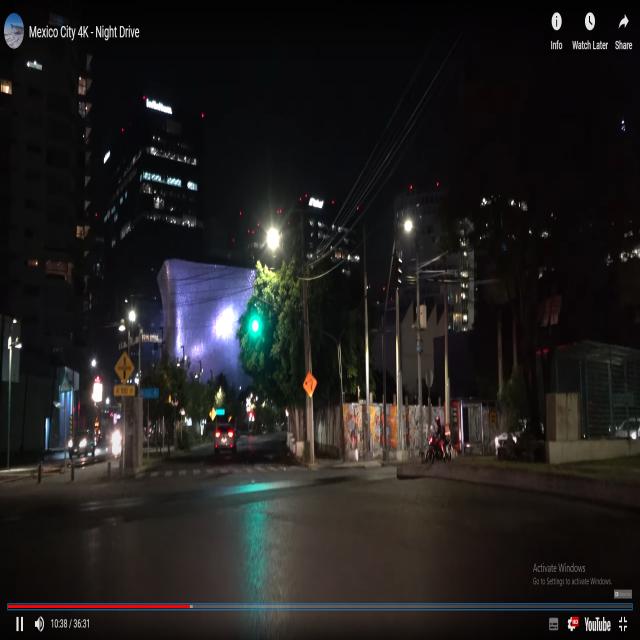 Mexico City 4K - Night Drive
Info
Watch Later
Share
Activate Windows
Go to Settings to activate Windows.
10:38 / 36:31
YouTube